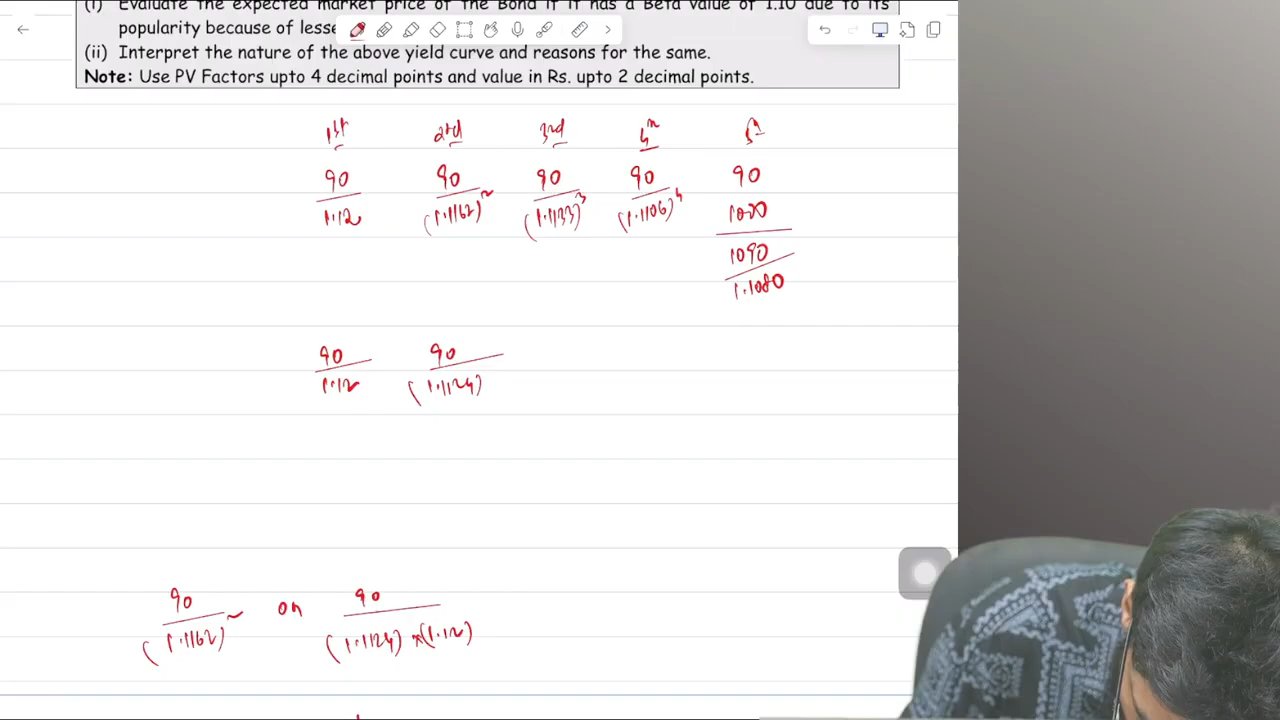 (i) Evaluate the expected market price of the Bond if it has a Beta value of 1.10 due to its
popularity because of lesse
(ii) Interpret the nature of the above yield curve and reasons for the same.
Note: Use PV Factors upto 4 decimal points and value in Rs. upto 2 decimal points.
1st 2nd 3rd
90 90 90 90 90
1.12 (1.1162)² (1.1133)³ (1.1106)⁴ 1000
1090
1.1080
90 90
1.12 (1.1124)
90 or 90
(1.1162)² (1.1124) × (1.12)